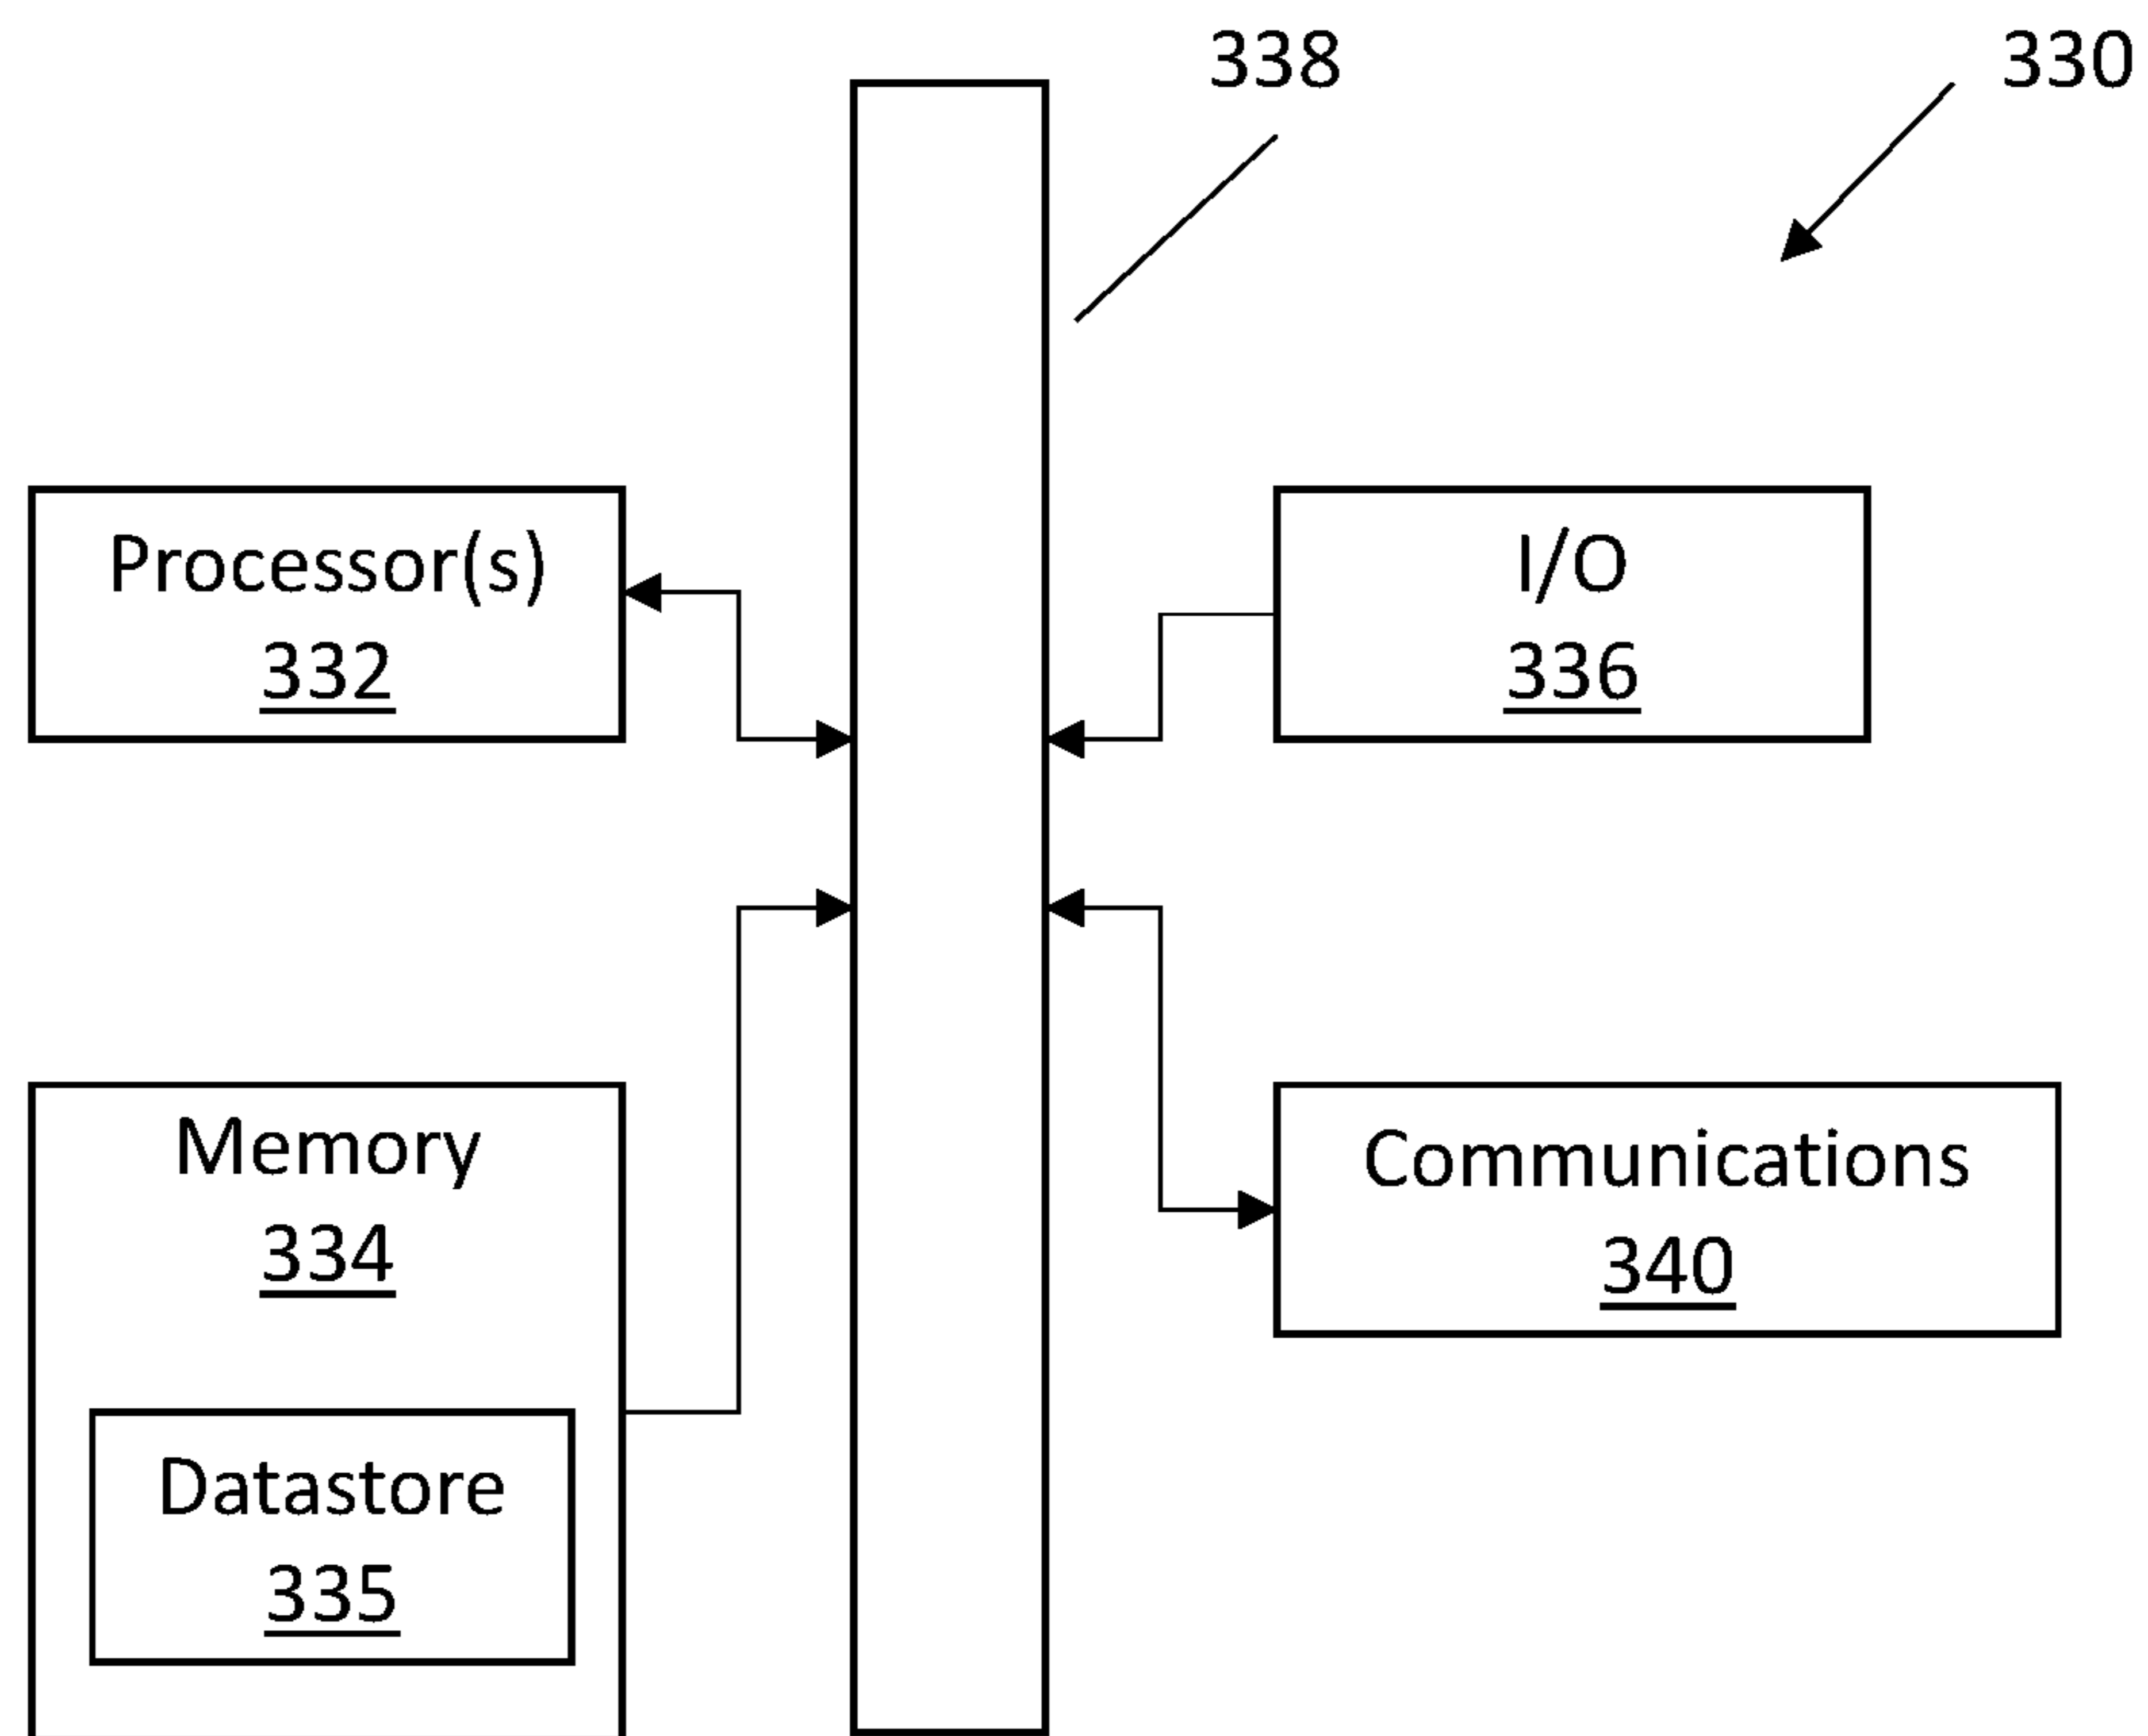 338
330
Processor(s)
332
I/O
336
Memory
334
Communications
340
Datastore
335